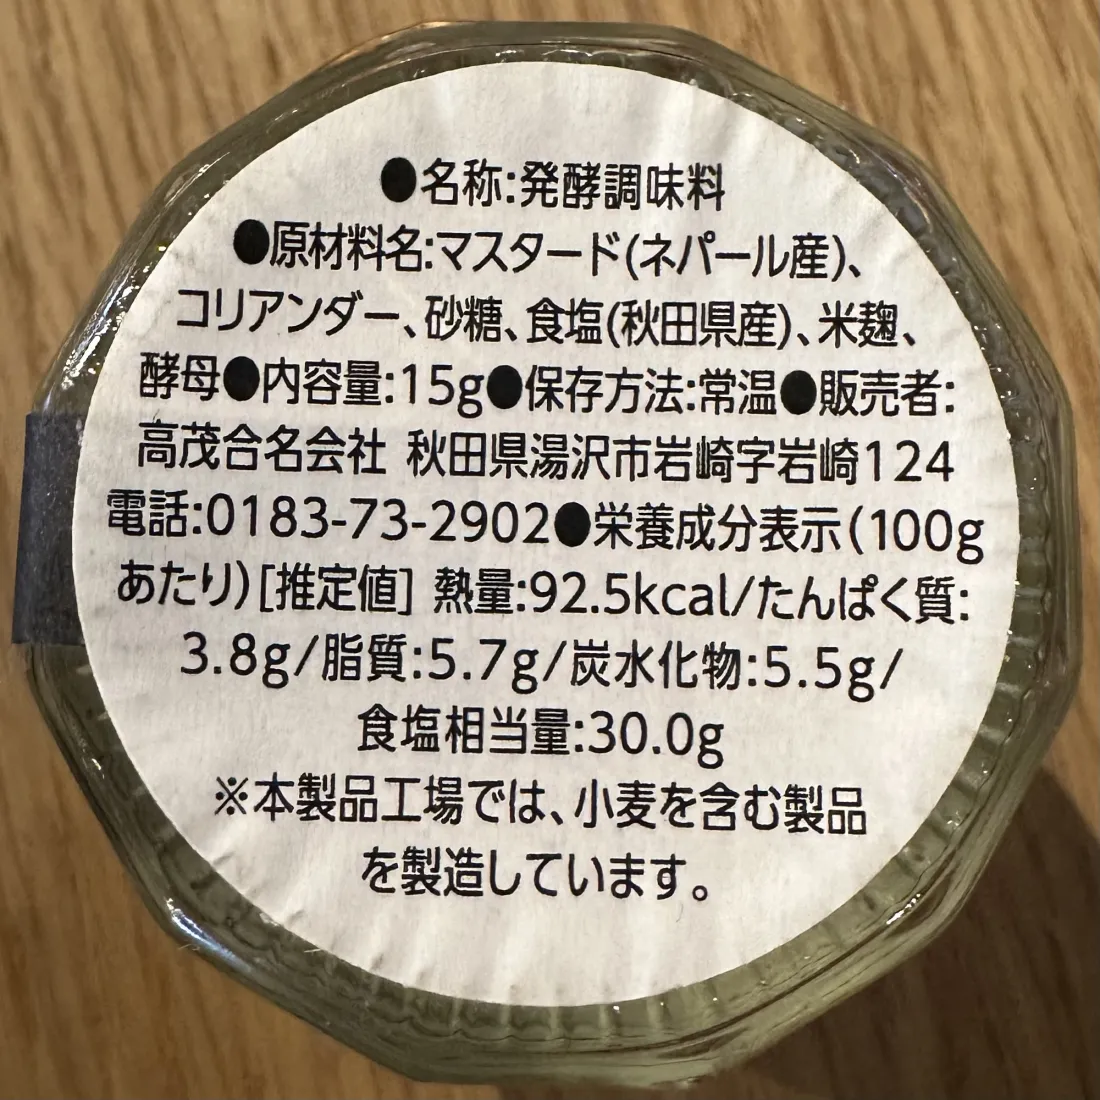 ●名称:発酵調味料
●原材料名:マスタード(ネパール産)、
コリアンダー、砂糖、食塩(秋田県産)、米麹、
酵母●内容量:15g●保存方法:常温●販売者:
高茂合名会社 秋田県湯沢市岩崎字岩崎124
電話:0183-73-2902●栄養成分表示(100g
あたり)[推定値] 熱量:92.5kcal/たんぱく質:
3.8g/脂質:5.7g/炭水化物:5.5g/
食塩相当量:30.0g
※本製品工場では、小麦を含む製品
を製造しています。